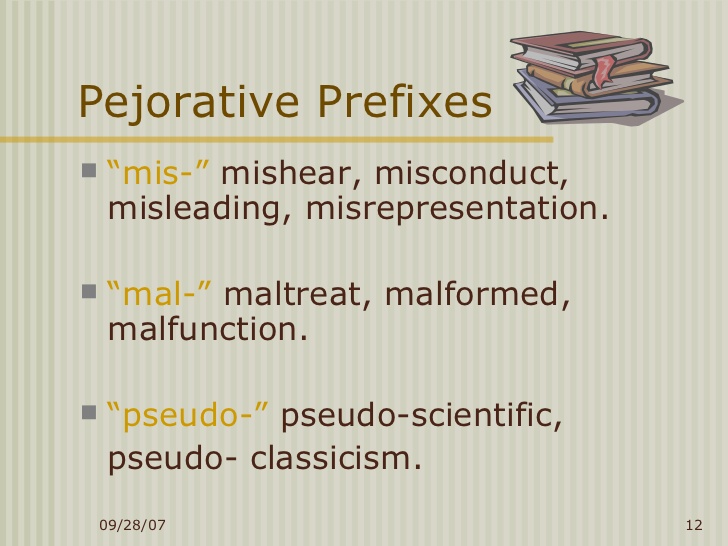 Pejorative Prefixes
“mis-” mishear, misconduct,
misleading, misrepresentation.
“mal-” maltreat, malformed,
malfunction.
“pseudo-” pseudo-scientific,
pseudo- classicism.
09/28/07
12